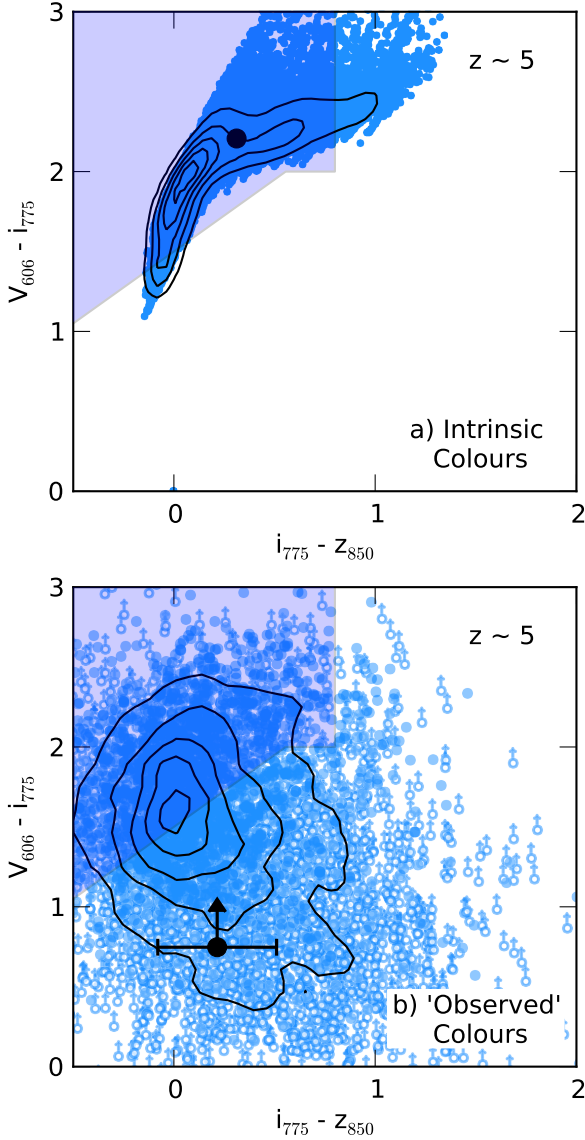 3
z ~ 5
2
V606 - i775
1
a) Intrinsic
Colours
0
0 1 2
i775 - z850
3
z ~ 5
2
V606 - i775
1
b) 'Observed'
Colours
0
0 1 2
i775 - z850